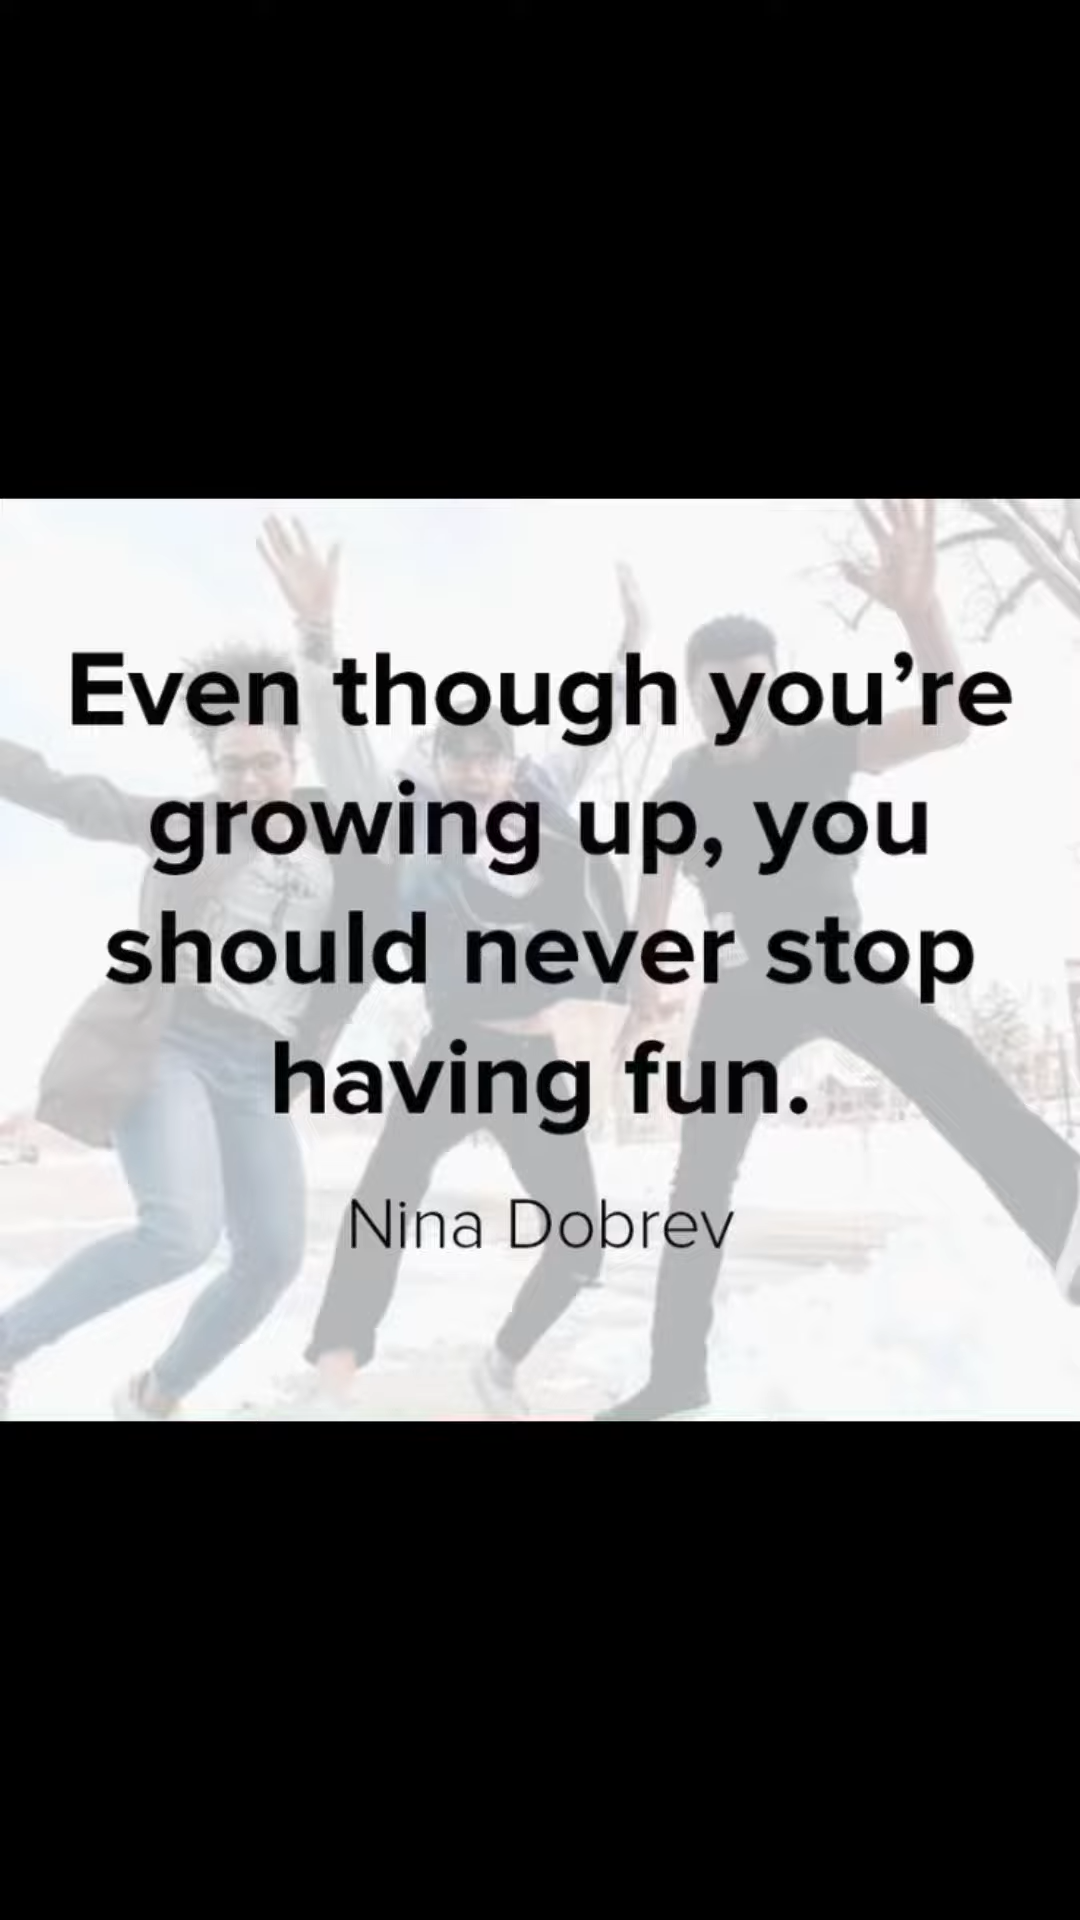 Even though you’re
growing up, you
should never stop
having fun.
Nina Dobrev